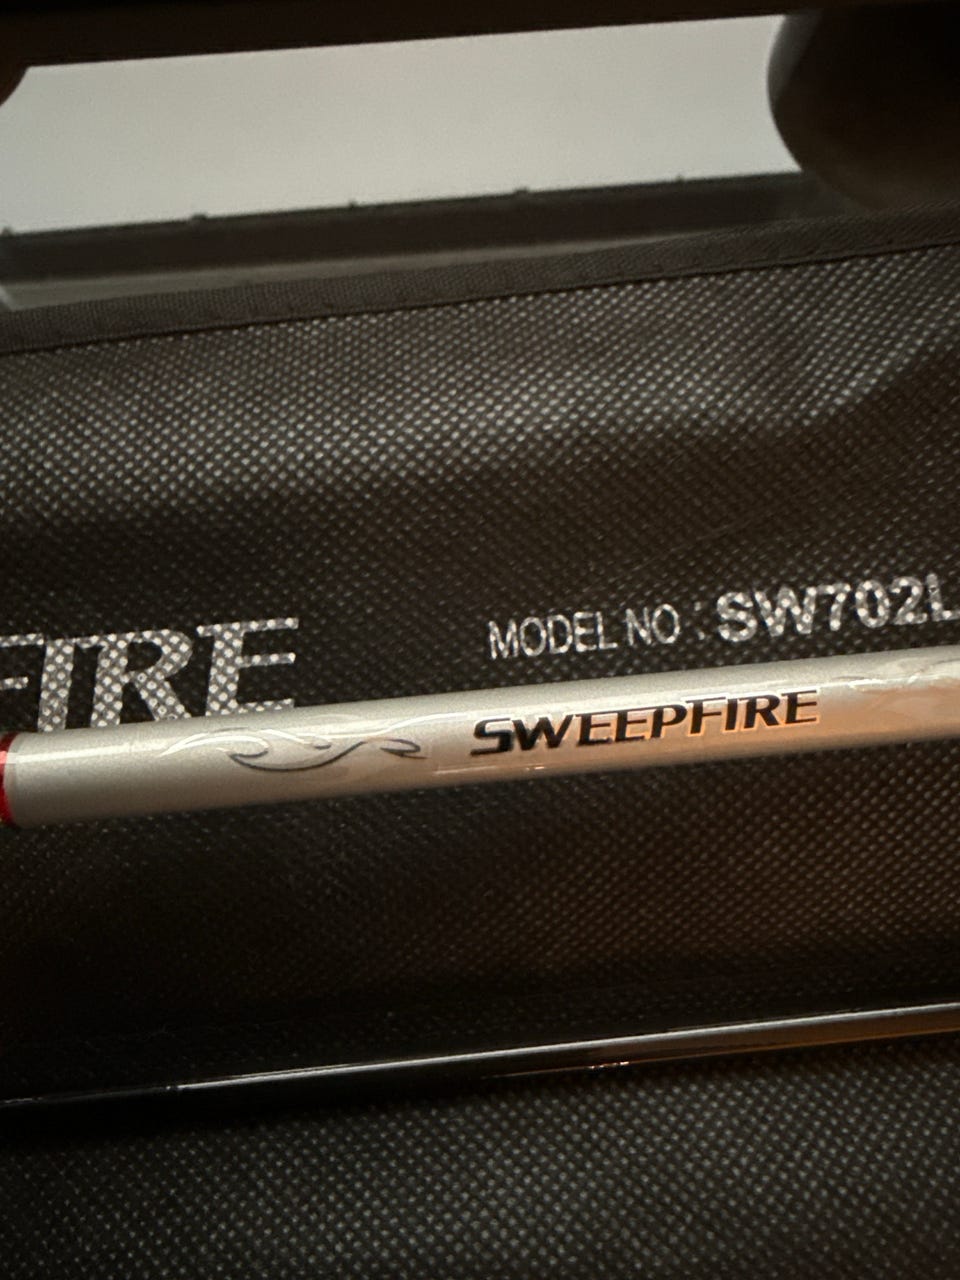 FIRE
MODEL NO : SW702L
SWEEPFIRE